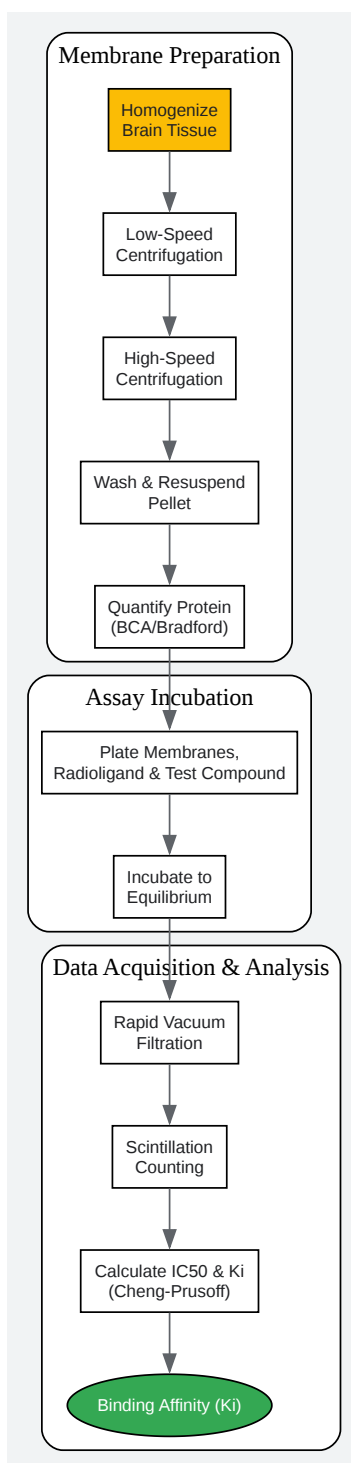 Membrane Preparation
Homogenize
Brain Tissue
Low-Speed
Centrifugation
High-Speed
Centrifugation
Wash & Resuspend
Pellet
Quantify Protein
(BCA/Bradford)
Assay Incubation
Plate Membranes,
Radioligand & Test Compound
Incubate to
Equilibrium
Data Acquisition & Analysis
Rapid Vacuum
Filtration
Scintillation
Counting
Calculate IC50 & Ki
(Cheng-Prusoff)
Binding Affinity (Ki)